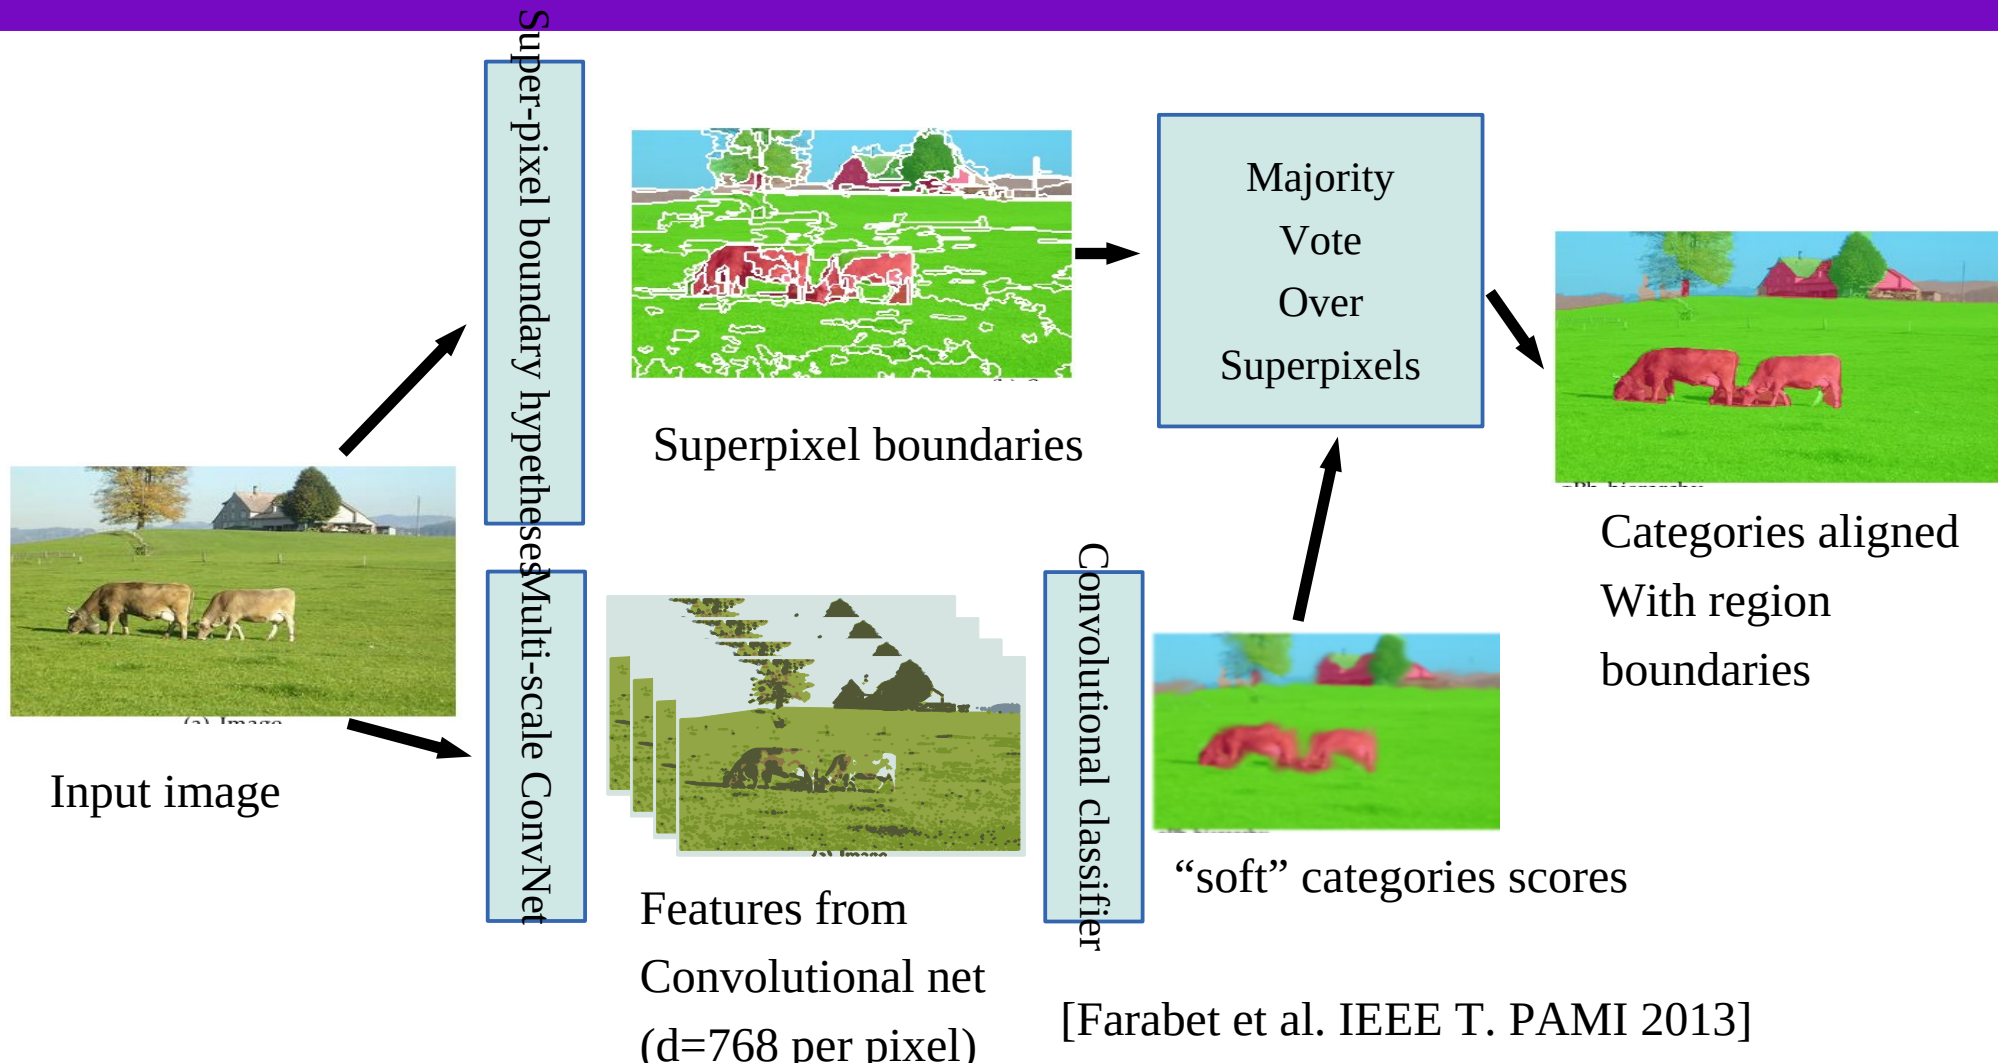 Super-pixel boundary hypetheses
Superpixel boundaries
Majority
Vote
Over
Superpixels
Categories aligned
With region
boundaries
(a) Image
Input image
Multi-scale ConvNet
Features from
Convolutional net
(d=768 per pixel)
Convolutional classifier
“soft” categories scores
[Farabet et al. IEEE T. PAMI 2013]